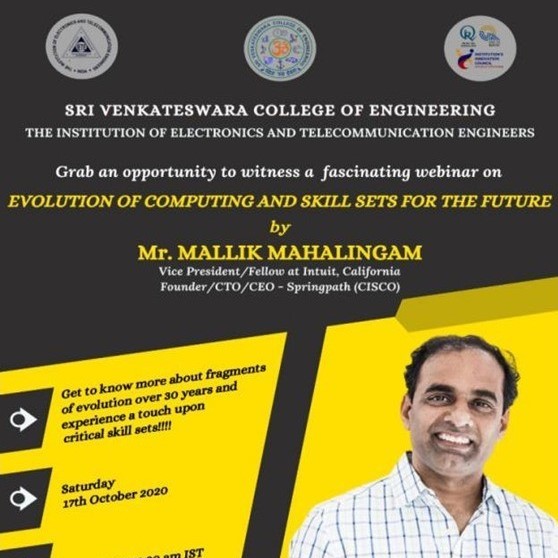 SRI VENKATESWARA COLLEGE OF ENGINEERING
THE INSTITUTION OF ELECTRONICS AND TELECOMMUNICATION ENGINEERS
Grab an opportunity to witness a fascinating webinar on
EVOLUTION OF COMPUTING AND SKILL SETS FOR THE FUTURE
by
Mr. MALLIK MAHALINGAM
Vice President/Fellow at Intuit, California
Founder/CTO/CEO - Springpath (CISCO)
Get to know more about fragments
of evolution over 30 years and
experience a touch upon
critical skill sets!!!!
Saturday
17th October 2020
am IST